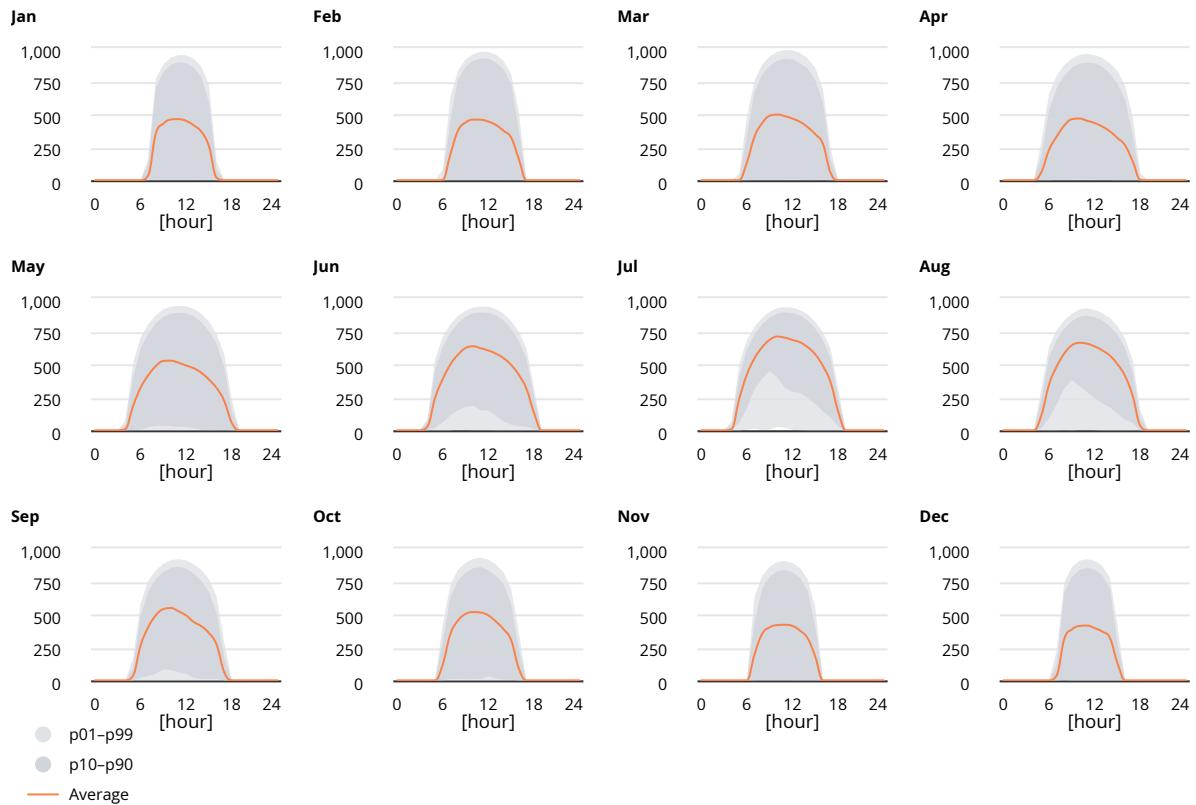 Jan Feb Mar Apr
1,000 1,000 1,000 1,000
750 750 750 750
500 500 500 500
250 250 250 250
0 0 0 0
0 6 12 18 24 0 6 12 18 24 0 6 12 18 24 0 6 12 18 24
[hour] [hour] [hour] [hour]
May Jun Jul Aug
1,000 1,000 1,000 1,000
750 750 750 750
500 500 500 500
250 250 250 250
0 0 0 0
0 6 12 18 24 0 6 12 18 24 0 6 12 18 24 0 6 12 18 24
[hour] [hour] [hour] [hour]
Sep Oct Nov Dec
1,000 1,000 1,000 1,000
750 750 750 750
500 500 500 500
250 250 250 250
0 0 0 0
0 6 12 18 24 0 6 12 18 24 0 6 12 18 24 0 6 12 18 24
[hour] [hour] [hour] [hour]
p01–p99
p10–p90
Average